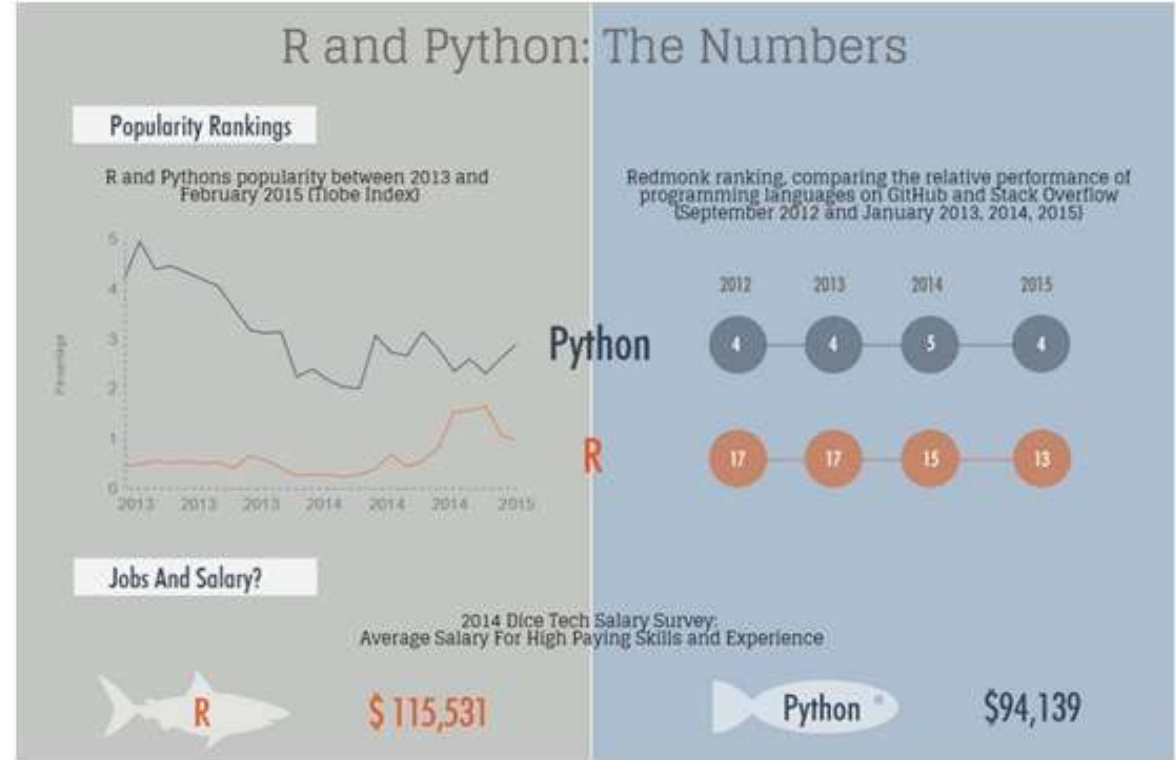 R and Python: The Numbers
Popularity Rankings
R and Pythons popularity between 2013 and
February 2015 (Tiobe Index)
5
4
3
2
1
0
Percentage
2013 2013 2013 2014 2014 2014 2015
Redmonk ranking, comparing the relative performance of
programming languages on GitHub and Stack Overflow
(September 2012 and January 2013, 2014, 2015)
2012 2013 2014 2015
Python 4 4 5 4
R 17 17 15 13
Jobs And Salary?
2014 Dice Tech Salary Survey:
Average Salary For High Paying Skills and Experience
R $ 115,531
Python $94,139